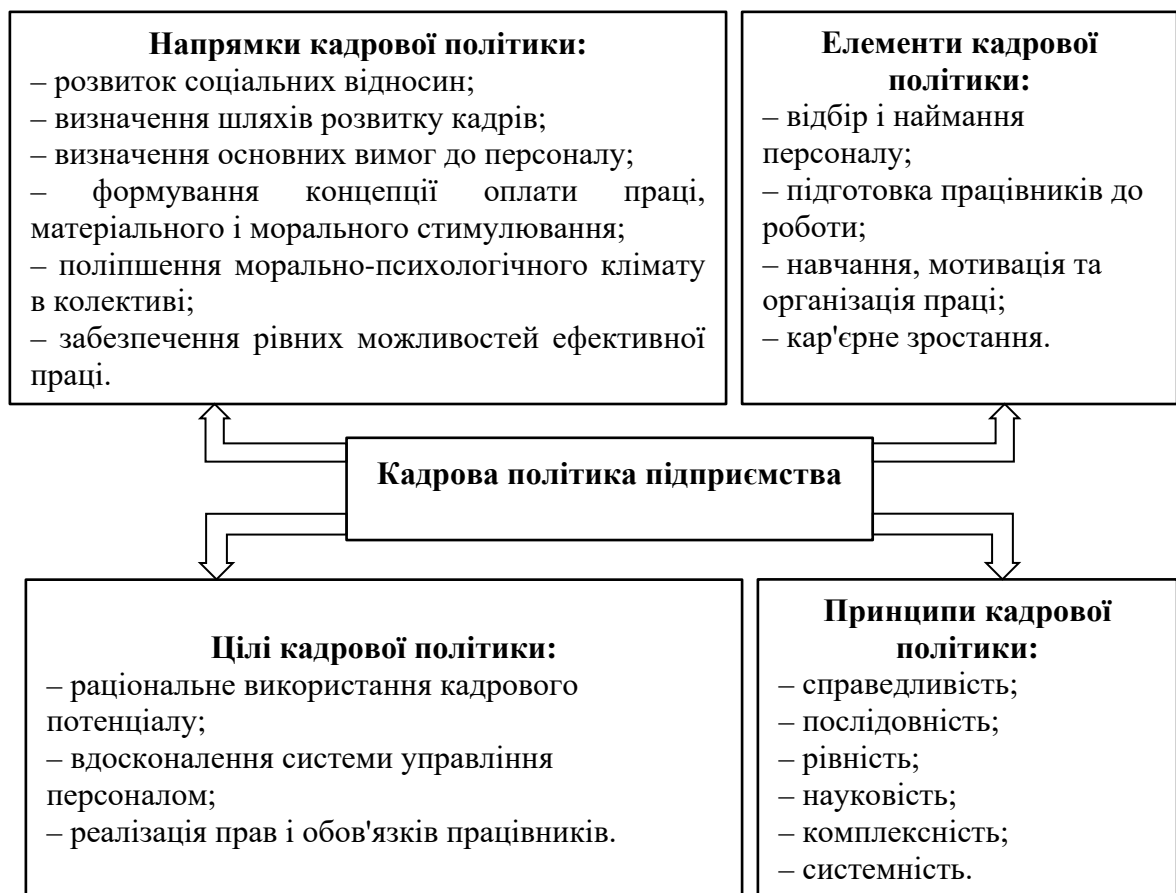 Напрямки кадрової політики:
– розвиток соціальних відносин;
– визначення шляхів розвитку кадрів;
– визначення основних вимог до персоналу;
– формування концепції оплати праці,
матеріального і морального стимулювання;
– поліпшення морально-психологічного клімату
в колективі;
– забезпечення рівних можливостей ефективної
праці.
Елементи кадрової
політики:
– відбір і наймання
персоналу;
– підготовка працівників до
роботи;
– навчання, мотивація та
організація праці;
– кар'єрне зростання.
Кадрова політика підприємства
Цілі кадрової політики:
– раціональне використання кадрового
потенціалу;
– вдосконалення системи управління
персоналом;
– реалізація прав і обов'язків працівників.
Принципи кадрової
політики:
– справедливість;
– послідовність;
– рівність;
– науковість;
– комплексність;
– системність.